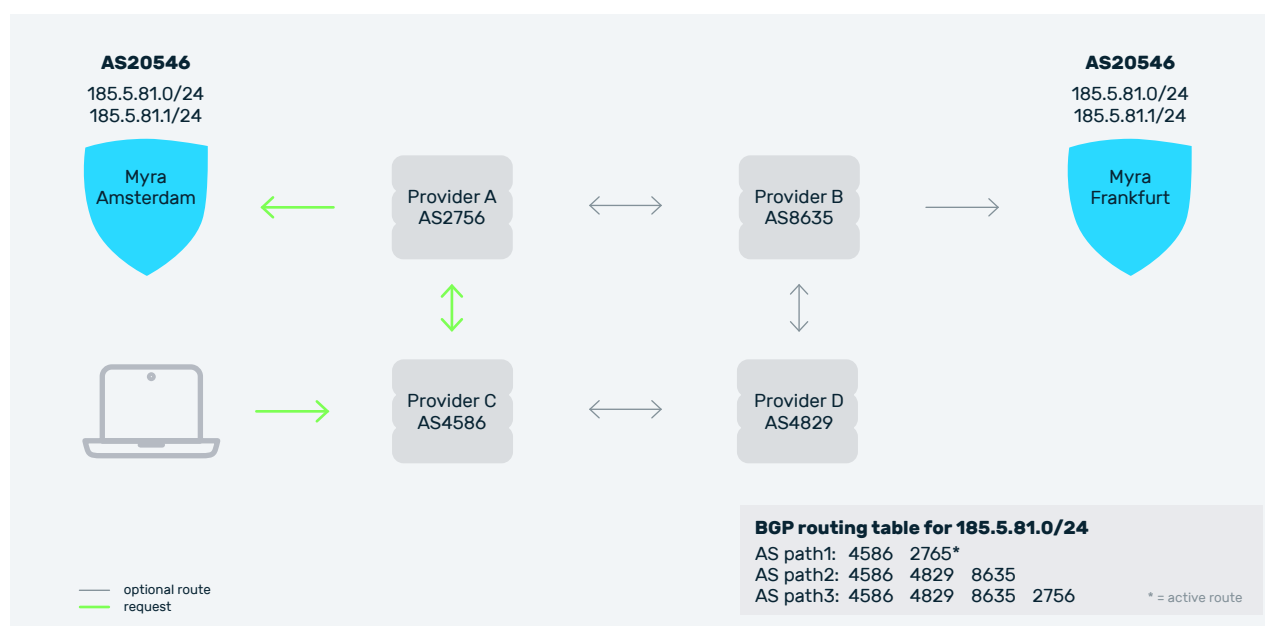 AS20546
185.5.81.0/24
185.5.81.1/24
Myra
Amsterdam
Provider A
AS2756
Provider B
AS8635
AS20546
185.5.81.0/24
185.5.81.1/24
Myra
Frankfurt
Provider C
AS4586
Provider D
AS4829
BGP routing table for 185.5.81.0/24
AS path1: 4586 2765*
AS path2: 4586 4829 8635
AS path3: 4586 4829 8635 2756
* = active route
optional route
request